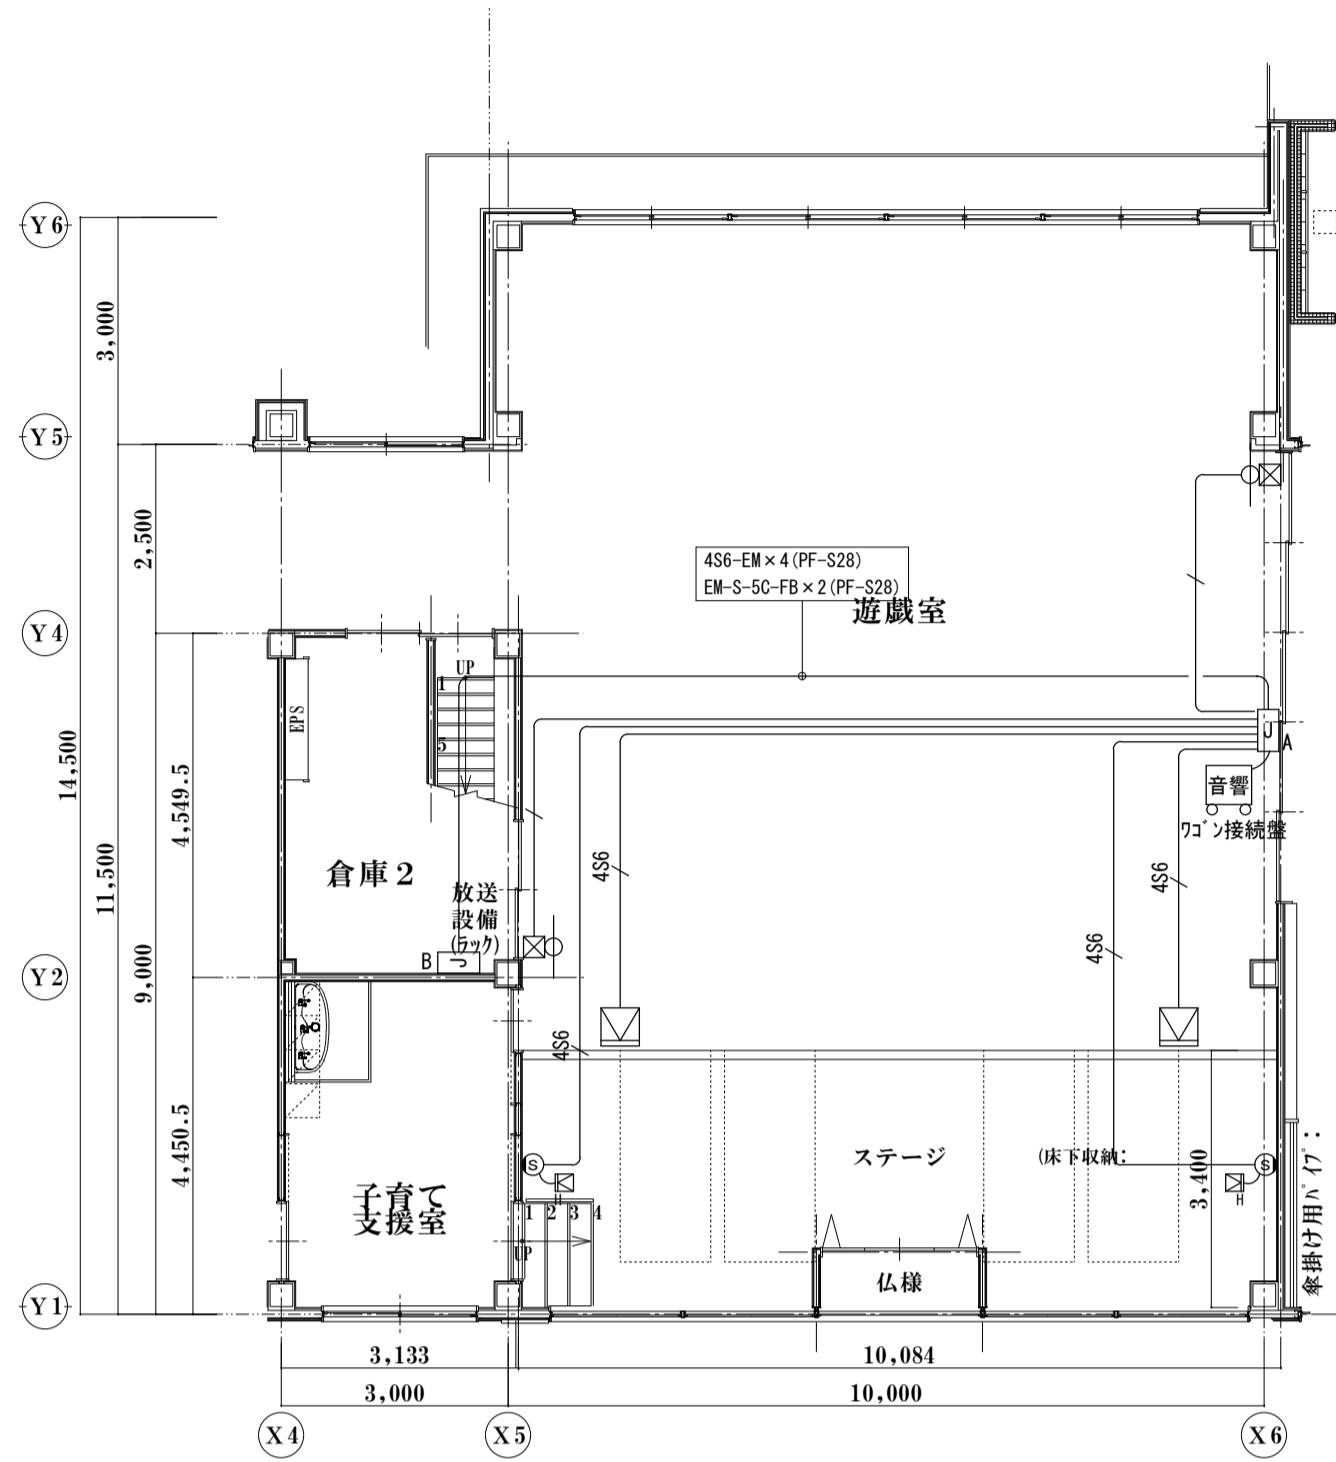 Y6
3,000
Y5
2,500
4S6-EM×4(PF-S28)
EM-S-5C-FB×2(PF-S28)
遊戯室
Y4
UP
1
EPS
5
J
A
14,500
4,549.5
音響
ﾜｺﾞﾝ接続盤
11,500
4S6
4S6
倉庫2
放送
設備
(ﾗｯｸ)
4S6
B
Y2
9,000
4S6
4,450.5
ステージ
(床下収納:
3,400
傘掛け用ﾊﾟｲﾌﾟ:
S
S
H
H
子育て
支援室
1 2 3 4
UP
仏様
Y1
3,133
10,084
3,000
10,000
X4
X5
X6